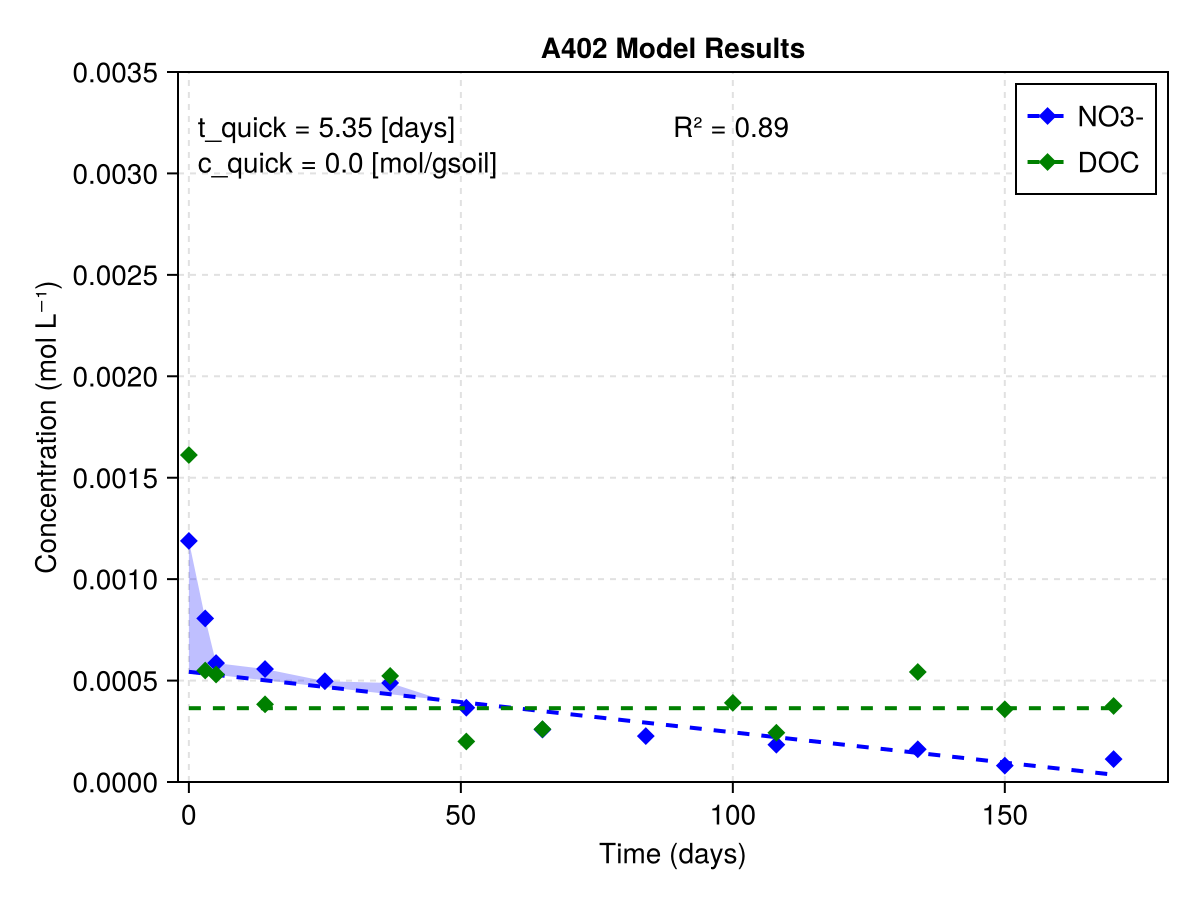 A402 Model Results
t_quick = 5.35 [days]
R² = 0.89
c_quick = 0.0 [mol/gsoil]
NO3-
DOC
Concentration (mol L⁻¹)
0.0035
0.0030
0.0025
0.0020
0.0015
0.0010
0.0005
0.0000
0
50
100
150
Time (days)